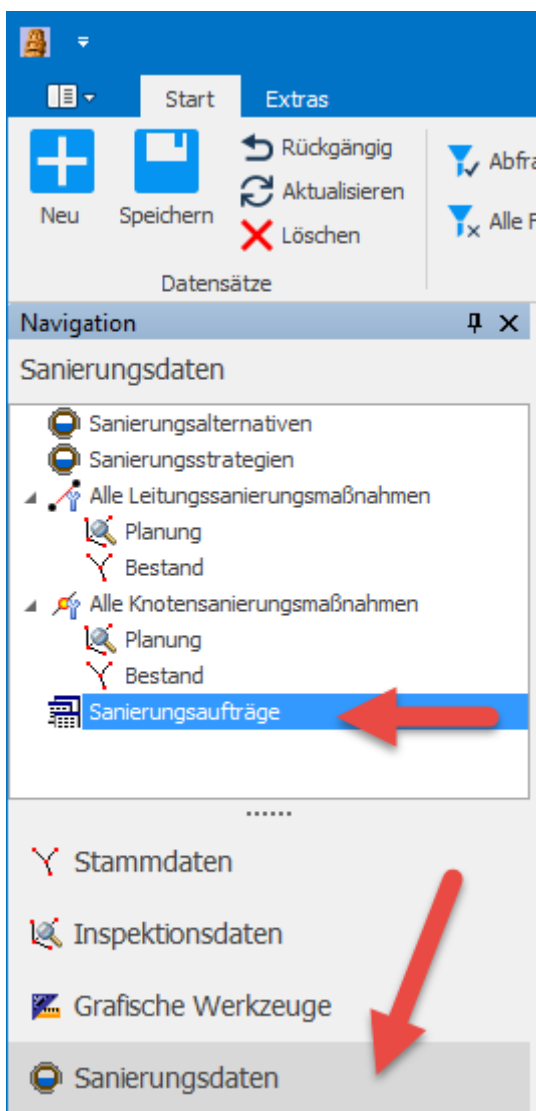 Start Extras
Neu
Speichern
Rückgängig
Aktualisieren
Löschen
Datensätze
Alle F
Navigation
Sanierungsdaten
Sanierungsalternativen
Sanierungsstrategien
Alle Leitungssanierungsmaßnahmen
Planung
Bestand
Alle Knotensanierungsmaßnahmen
Planung
Bestand
Sanierungsaufträge
Stammdaten
Inspektionsdaten
Grafische Werkzeuge
Sanierungsdaten